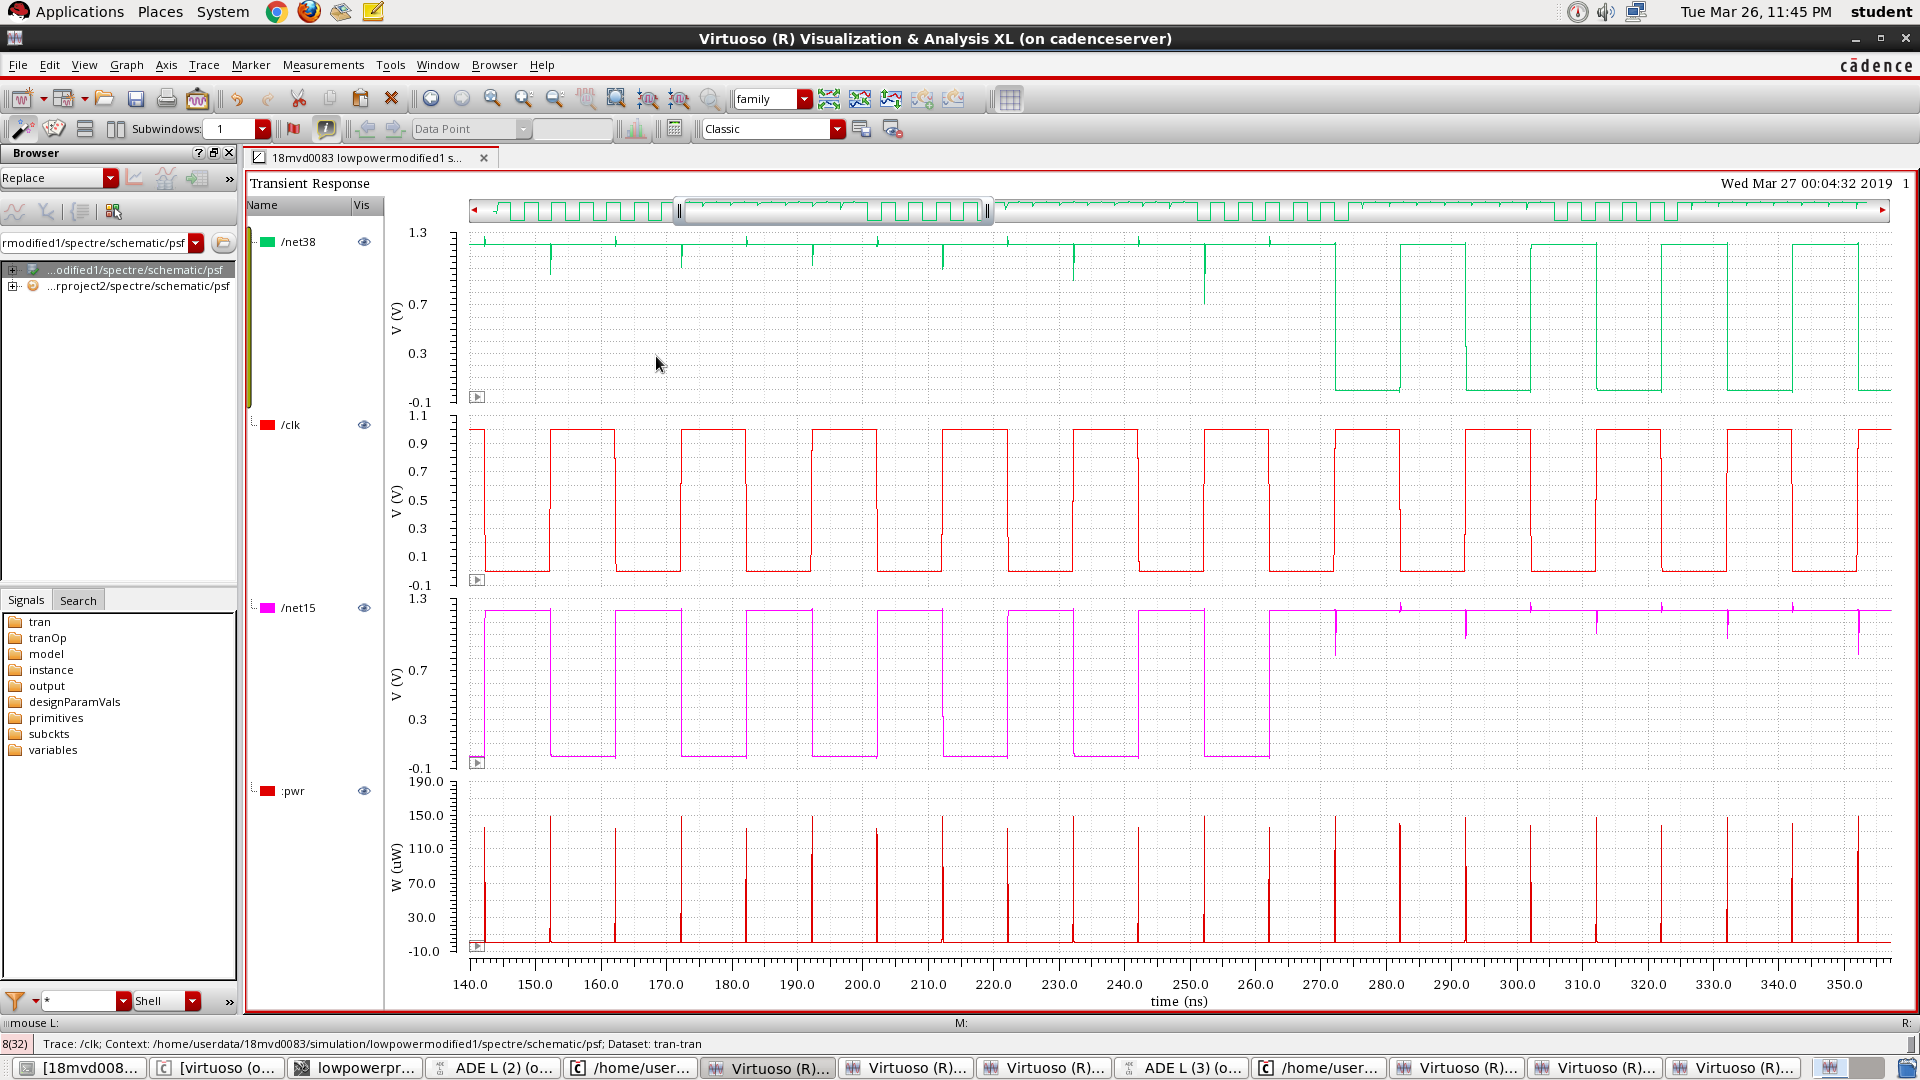 Applications Places System Tue Mar 26, 11:45 PM student
Virtuoso (R) Visualization & Analysis XL (on cadenceserver)
File Edit View Graph Axis Trace Marker Measurements Tools Window Browser Help cādence
family
Subwindows: 1 Data Point Classic
Browser
18mvd0083 lowpowermodified1 s...
Replace
Transient Response Wed Mar 27 00:04:32 2019 1
Name Vis
rmodified1/spectre/schematic/psf
...odified1/spectre/schematic/psf
...rproject2/spectre/schematic/psf
/net38
1.3
0.7
0.3
-0.1
V (V)
/clk
1.1
0.9
0.7
0.5
0.3
0.1
-0.1
V (V)
/net15
1.3
0.7
0.3
-0.1
V (V)
:pwr
190.0
150.0
110.0
70.0
30.0
-10.0
W (uW)
140.0 150.0 160.0 170.0 180.0 190.0 200.0 210.0 220.0 230.0 240.0 250.0 260.0 270.0 280.0 290.0 300.0 310.0 320.0 330.0 340.0 350.0
time (ns)
Signals Search
tran
tranOp
model
instance
output
designParamVals
primitives
subckts
variables
* Shell
mouse L: M: R:
8(32) Trace: /clk; Context: /home/userdata/18mvd0083/simulation/lowpowermodified1/spectre/schematic/psf; Dataset: tran-tran
[18mvd008... [virtuoso (o... lowpowerpr... ADE L (2) (o... /home/user... Virtuoso (R)... Virtuoso (R)... Virtuoso (R)... ADE L (3) (o... /home/user... Virtuoso (R)... Virtuoso (R)... Virtuoso (R)...